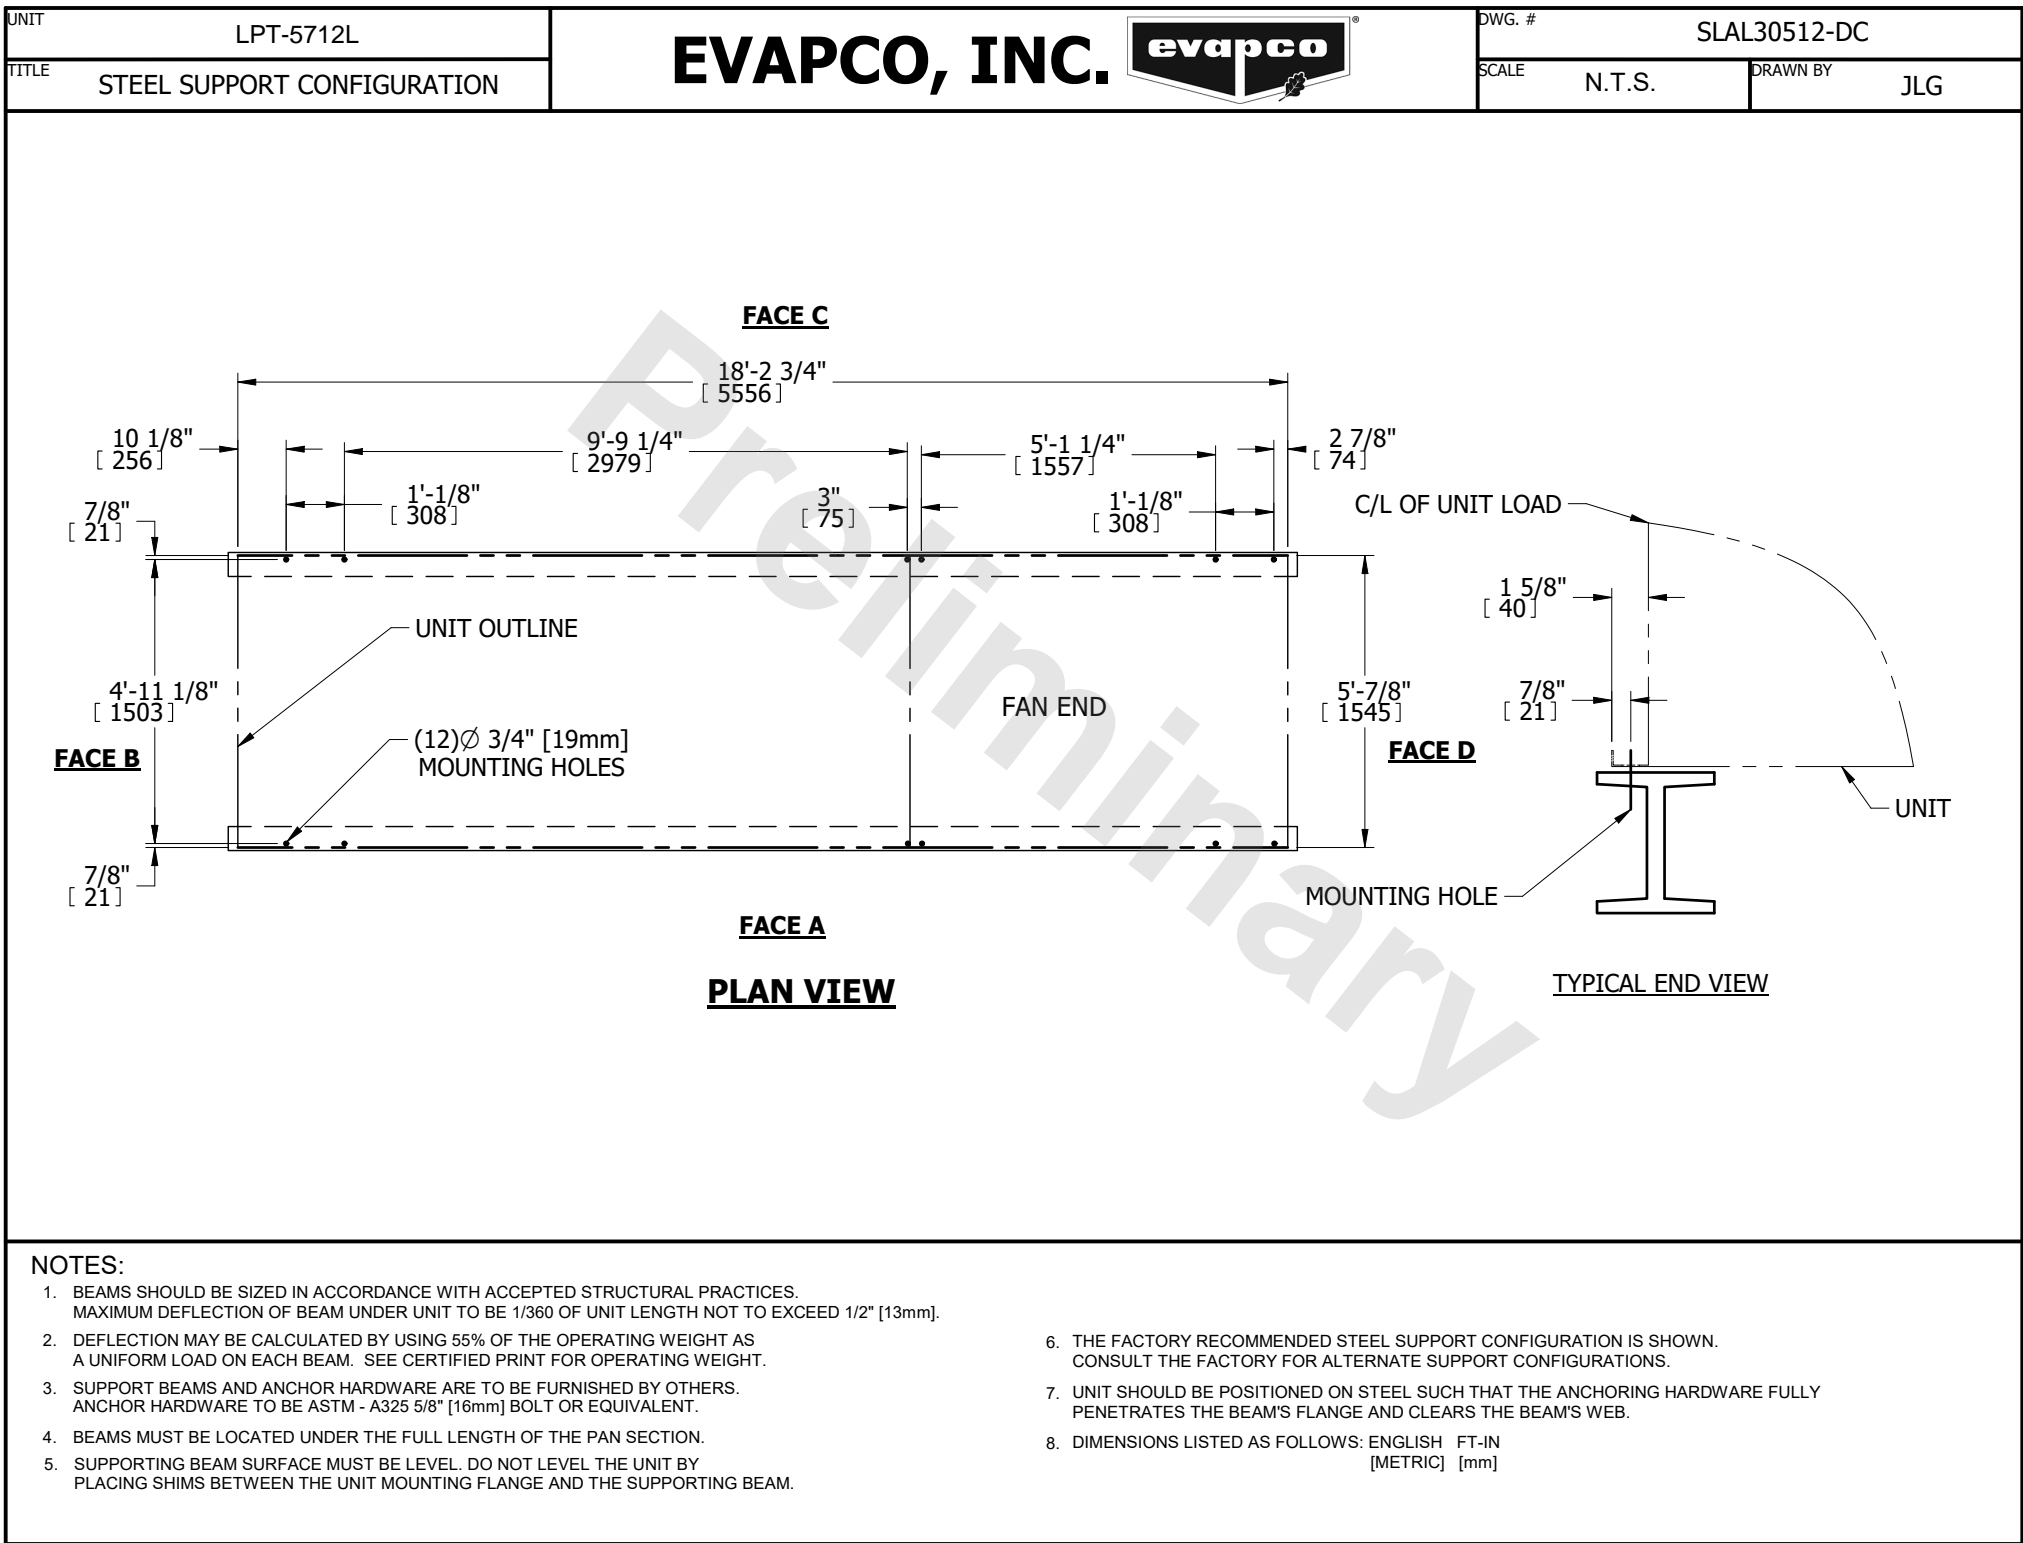 UNIT
LPT-5712L
TITLE
STEEL SUPPORT CONFIGURATION
EVAPCO, INC.
evapco
®
DWG. #
SLAL30512-DC
SCALE
N.T.S.
DRAWN BY
JLG
FACE C
18'-2 3/4"
[ 5556]
10 1/8"
[ 256]
9'-9 1/4"
[ 2979]
5'-1 1/4"
[ 1557]
2 7/8"
[ 74]
7/8"
[ 21]
1'-1/8"
[ 308]
3"
[ 75]
1'-1/8"
[ 308]
C/L OF UNIT LOAD
1 5/8"
[ 40]
UNIT OUTLINE
4'-11 1/8"
[ 1503]
FAN END
5'-7/8"
[ 1545]
7/8"
[ 21]
(12)Ø 3/4" [19mm]
MOUNTING HOLES
FACE B
FACE D
UNIT
7/8"
[ 21]
MOUNTING HOLE
FACE A
PLAN VIEW
TYPICAL END VIEW
Preliminary
NOTES:
1. BEAMS SHOULD BE SIZED IN ACCORDANCE WITH ACCEPTED STRUCTURAL PRACTICES.
MAXIMUM DEFLECTION OF BEAM UNDER UNIT TO BE 1/360 OF UNIT LENGTH NOT TO EXCEED 1/2" [13mm].
2. DEFLECTION MAY BE CALCULATED BY USING 55% OF THE OPERATING WEIGHT AS
A UNIFORM LOAD ON EACH BEAM. SEE CERTIFIED PRINT FOR OPERATING WEIGHT.
3. SUPPORT BEAMS AND ANCHOR HARDWARE ARE TO BE FURNISHED BY OTHERS.
ANCHOR HARDWARE TO BE ASTM - A325 5/8" [16mm] BOLT OR EQUIVALENT.
4. BEAMS MUST BE LOCATED UNDER THE FULL LENGTH OF THE PAN SECTION.
5. SUPPORTING BEAM SURFACE MUST BE LEVEL. DO NOT LEVEL THE UNIT BY
PLACING SHIMS BETWEEN THE UNIT MOUNTING FLANGE AND THE SUPPORTING BEAM.
6. THE FACTORY RECOMMENDED STEEL SUPPORT CONFIGURATION IS SHOWN.
CONSULT THE FACTORY FOR ALTERNATE SUPPORT CONFIGURATIONS.
7. UNIT SHOULD BE POSITIONED ON STEEL SUCH THAT THE ANCHORING HARDWARE FULLY
PENETRATES THE BEAM'S FLANGE AND CLEARS THE BEAM'S WEB.
8. DIMENSIONS LISTED AS FOLLOWS: ENGLISH FT-IN
[METRIC] [mm]